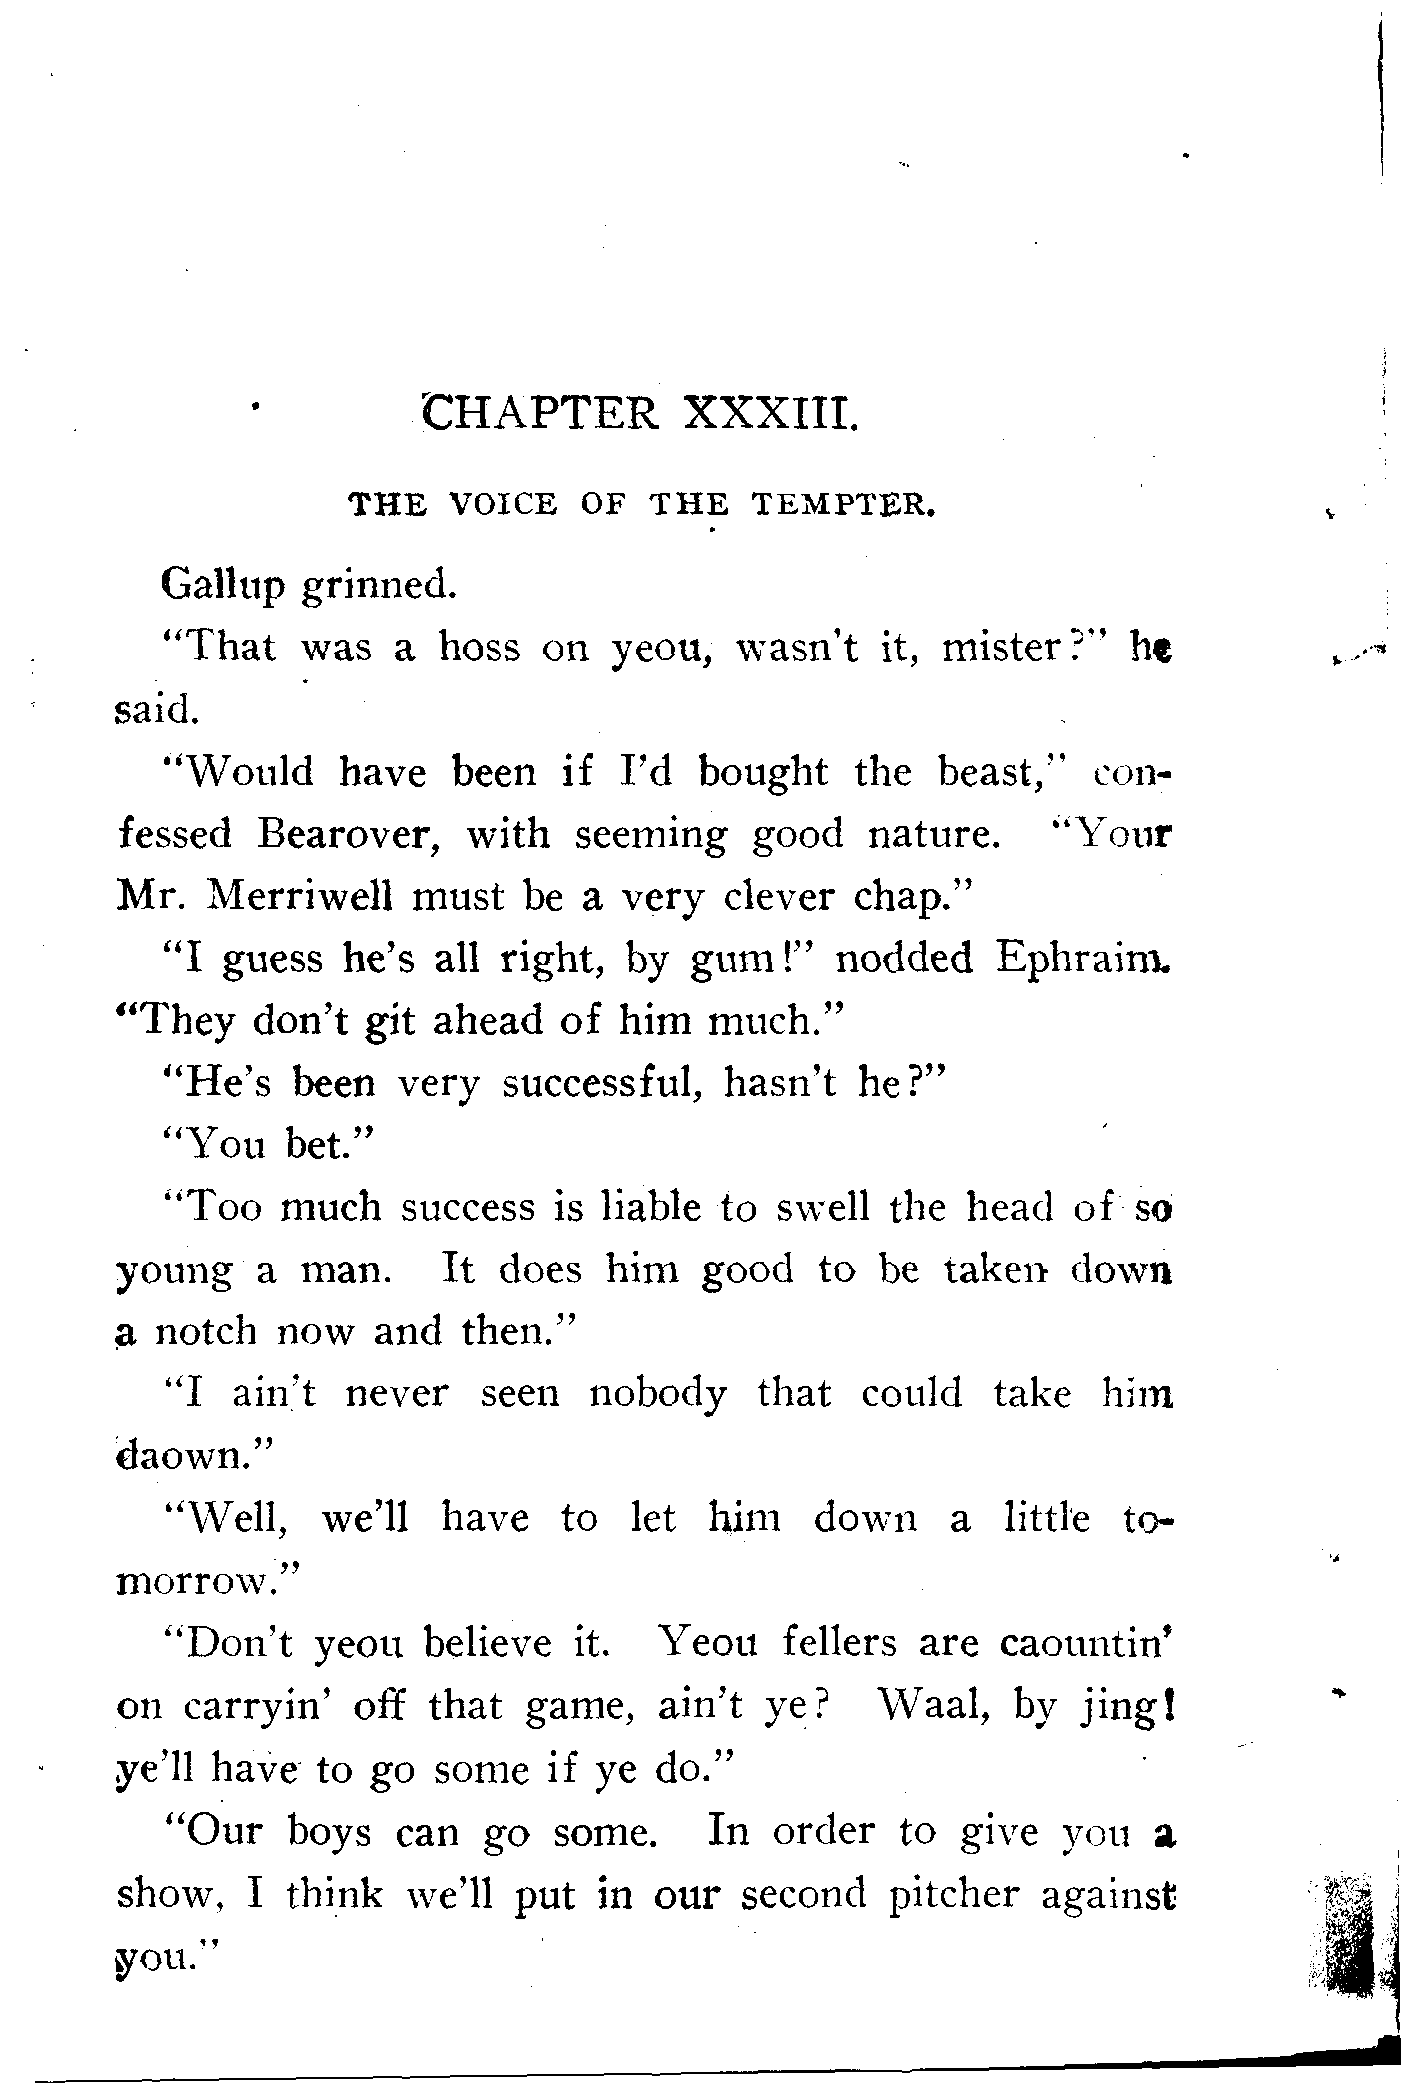 CHAPTER XXXIII.
THE VOICE OF THE TEMPTER.
Gallup grinned.
"That was a hoss on yeou, wasn't it, mister?" he
said.
"Would have been if I'd bought the beast," con-
fessed Bearover, with seeming good nature. "Your
Mr. Merriwell must be a very clever chap."
"I guess he's all right, by gum!" nodded Ephraim.
"They don't git ahead of him much."
"He's been very successful, hasn't he?"
"You bet."
"Too much success is liable to swell the head of so
young a man. It does him good to be taken down
a notch now and then."
"I ain't never seen nobody that could take him
daown."
"Well, we'll have to let him down a little to-
morrow."
"Don't yeou believe it. Yeou fellers are caountin'
on carryin' off that game, ain't ye? Waal, by jing!
ye'll have to go some if ye do."
"Our boys can go some. In order to give you a
show, I think we'll put in our second pitcher against
you."